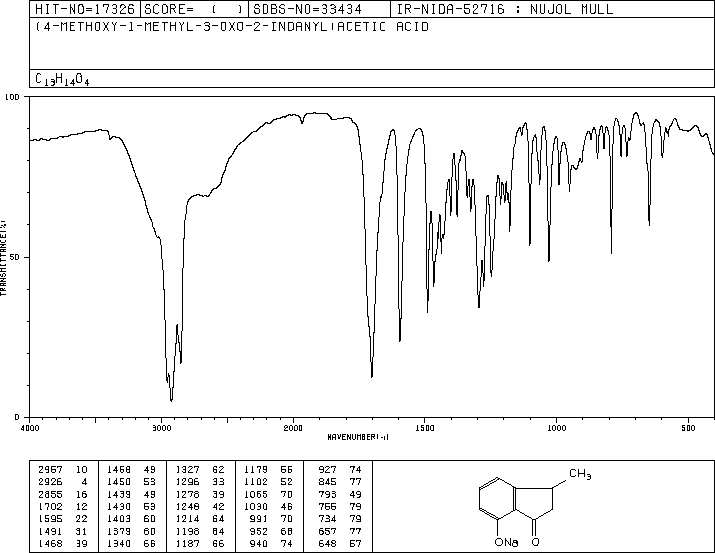 HIT-NO=17326 SCORE= ( ) SDBS-NO=33434 IR-NIDA-52716 : NUJOL MULL
(4-METHOXY-1-METHYL-3-OXO-2-INDANYL)ACETIC ACID
C13H14O4
100
50
0
TRANSMITTANCE(%)
4000 3000 2000 1500 1000 500
WAVENUMBER(-1)
2967 10 1468 49 1327 62 1179 56 927 74
2926 4 1450 53 1296 33 1102 52 845 77
2855 16 1439 49 1278 39 1065 70 793 49
1702 12 1430 53 1248 42 1030 46 766 79
1595 22 1403 60 1214 64 991 70 734 79
1491 31 1379 60 1198 64 952 68 657 77
1468 39 1340 66 1187 66 940 74 648 57
CH3
ONa O